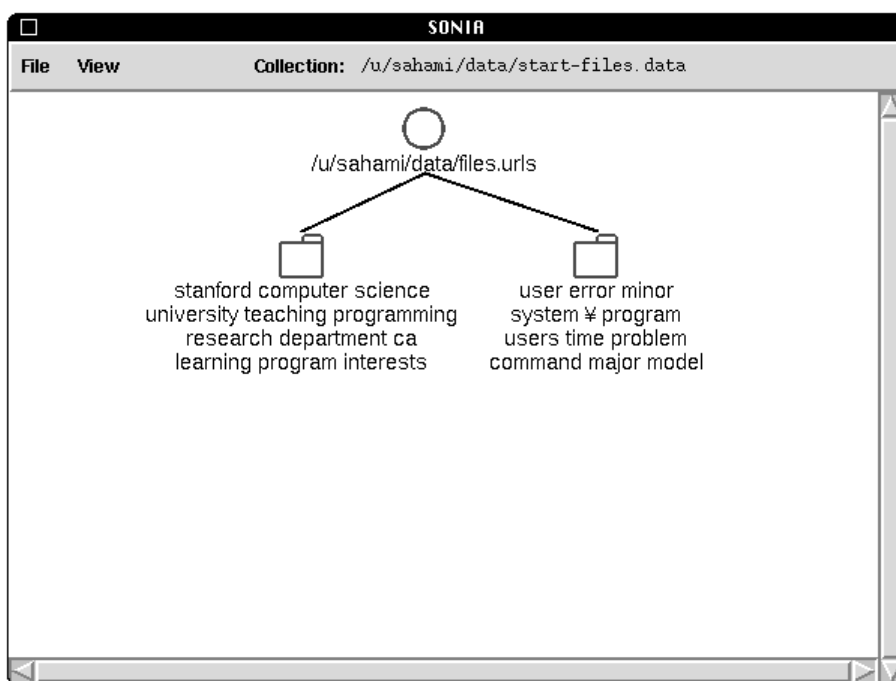 SONIA
File View Collection: /u/sahami/data/start-files.data
/u/sahami/data/files.urls
stanford computer science
university teaching programming
research department ca
learning program interests
user error minor
system ¥ program
users time problem
command major model